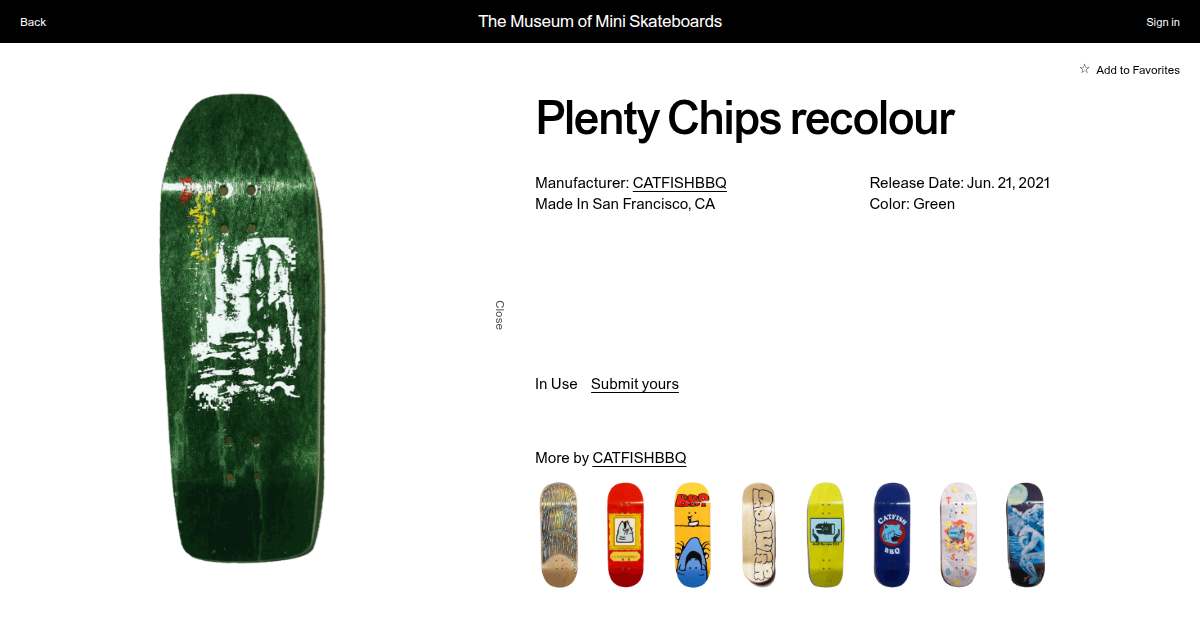 Back
The Museum of Mini Skateboards
Sign in
☆ Add to Favorites
Plenty Chips recolour
Manufacturer: CATFISHBBQ
Made In San Francisco, CA
Release Date: Jun. 21, 2021
Color: Green
Close
In Use Submit yours
More by CATFISHBBQ
BBQ
CATFISH
BBQ